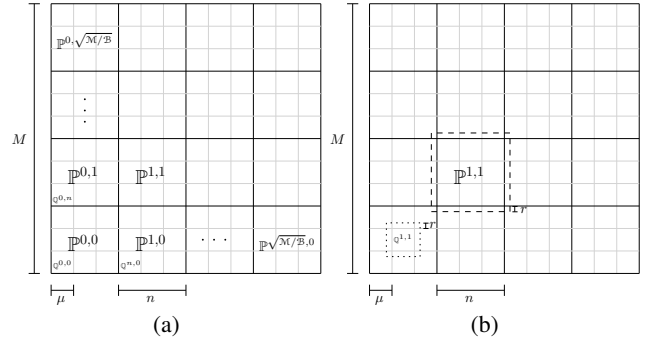 ℙ^{0,√ℳ/ℬ}
⋮
M
ℙ^{0,1} ℙ^{1,1}
ℚ^{0,n}
ℙ^{0,0} ℙ^{1,0} ⋯ ℙ^{√ℳ/ℬ,0}
ℚ^{0,0} ℚ^{n,0}
μ n
(a)
M
ℙ^{1,1}
r
r
ℚ^{1,1}
μ n
(b)